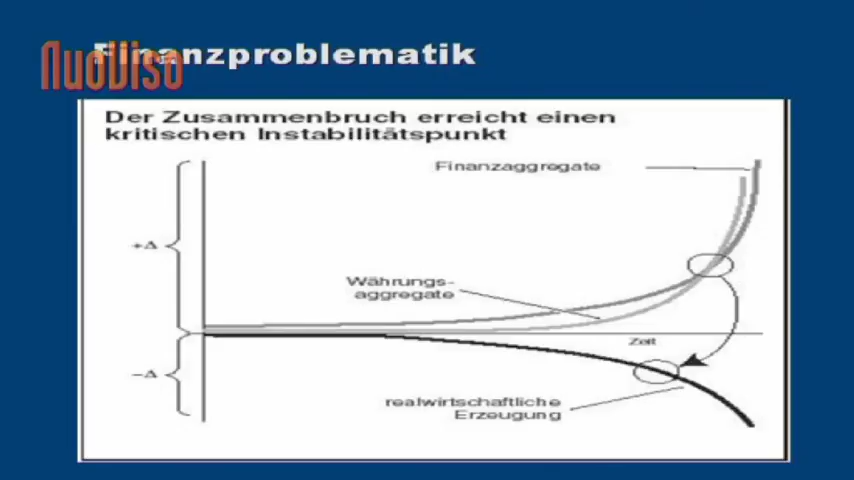 Finanzproblematik
NuoViso
Der Zusammenbruch erreicht einen
kritischen Instabilitätspunkt
Finanzaggregate
+Δ
Währungs-
aggregate
Zeit
−Δ
realwirtschaftliche
Erzeugung